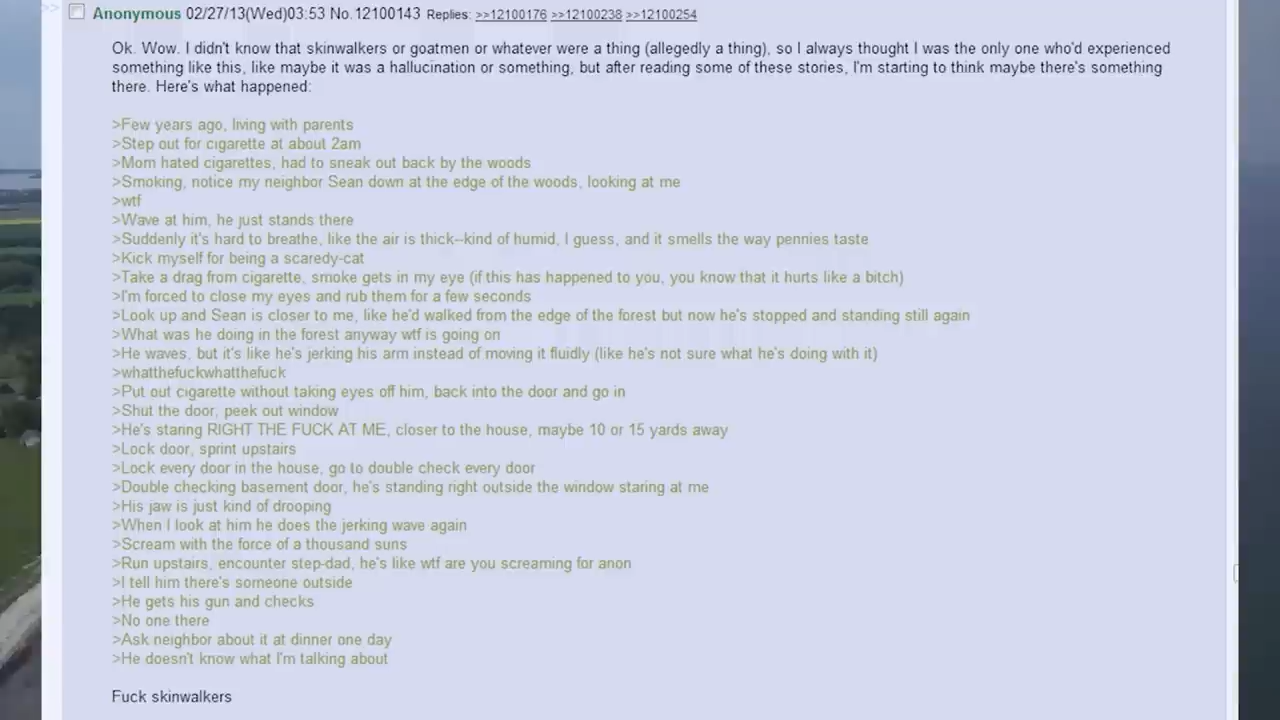 >> Anonymous 02/27/13(Wed)03:53 No.12100143 Replies: >>12100176 >>12100238 >>12100254
Ok. Wow. I didn't know that skinwalkers or goatmen or whatever were a thing (allegedly a thing), so I always thought I was the only one who'd experienced
something like this, like maybe it was a hallucination or something, but after reading some of these stories, I'm starting to think maybe there's something
there. Here's what happened:
>Few years ago, living with parents
>Step out for cigarette at about 2am
>Mom hated cigarettes, had to sneak out back by the woods
>Smoking, notice my neighbor Sean down at the edge of the woods, looking at me
>wtf
>Wave at him, he just stands there
>Suddenly it's hard to breathe, like the air is thick--kind of humid, I guess, and it smells the way pennies taste
>Kick myself for being a scaredy-cat
>Take a drag from cigarette, smoke gets in my eye (if this has happened to you, you know that it hurts like a bitch)
>I'm forced to close my eyes and rub them for a few seconds
>Look up and Sean is closer to me, like he'd walked from the edge of the forest but now he's stopped and standing still again
>What was he doing in the forest anyway wtf is going on
>He waves, but it's like he's jerking his arm instead of moving it fluidly (like he's not sure what he's doing with it)
>whatthefuckwhatthefuck
>Put out cigarette without taking eyes off him, back into the door and go in
>Shut the door, peek out window
>He's staring RIGHT THE FUCK AT ME, closer to the house, maybe 10 or 15 yards away
>Lock door, sprint upstairs
>Lock every door in the house, go to double check every door
>Double checking basement door, he's standing right outside the window staring at me
>His jaw is just kind of drooping
>When I look at him he does the jerking wave again
>Scream with the force of a thousand suns
>Run upstairs, encounter step-dad, he's like wtf are you screaming for anon
>I tell him there's someone outside
>He gets his gun and checks
>No one there
>Ask neighbor about it at dinner one day
>He doesn't know what I'm talking about
Fuck skinwalkers